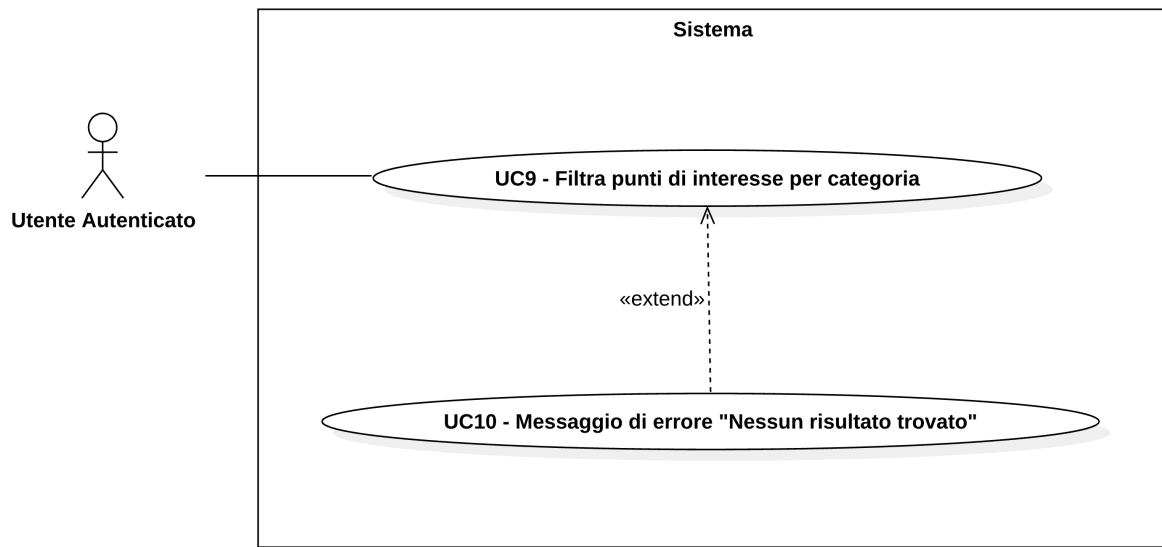 Sistema
UC9 - Filtra punti di interesse per categoria
Utente Autenticato
«extend»
UC10 - Messaggio di errore "Nessun risultato trovato"